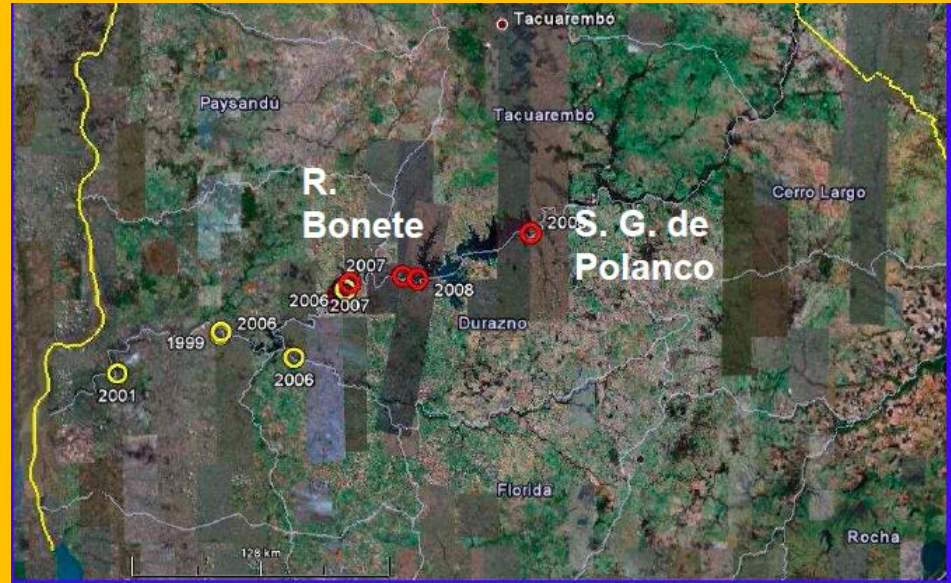 Tacuarembó
Paysandú
Tacuarembó
R.
Bonete
Cerro Largo
S. G. de
Polanco
2007
2006
2007
2008
Durazno
2006
1999
2006
2001
Florida
Rocha
128 km